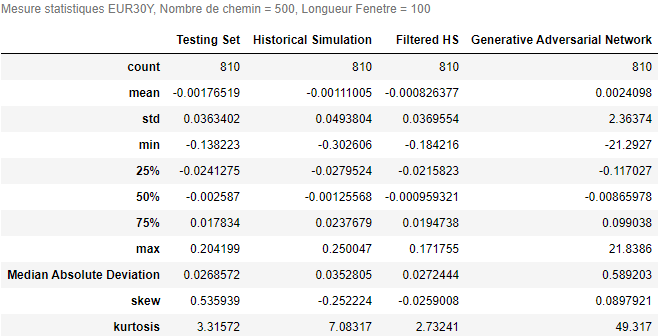 Mesure statistiques EUR30Y, Nombre de chemin = 500, Longueur Fenetre = 100
Testing Set Historical Simulation Filtered HS Generative Adversarial Network
count 810 810 810 810
mean -0.00176519 -0.00111005 -0.000826377 0.0024098
std 0.0363402 0.0493804 0.0369554 2.36374
min -0.138223 -0.302606 -0.184216 -21.2927
25% -0.0241275 -0.0279524 -0.0215823 -0.117027
50% -0.002587 -0.00125568 -0.000959321 -0.00865978
75% 0.017834 0.0237679 0.0194738 0.099038
max 0.204199 0.250047 0.171755 21.8386
Median Absolute Deviation 0.0268572 0.0352805 0.0272444 0.589203
skew 0.535939 -0.252224 -0.0259008 0.0897921
kurtosis 3.31572 7.08317 2.73241 49.317